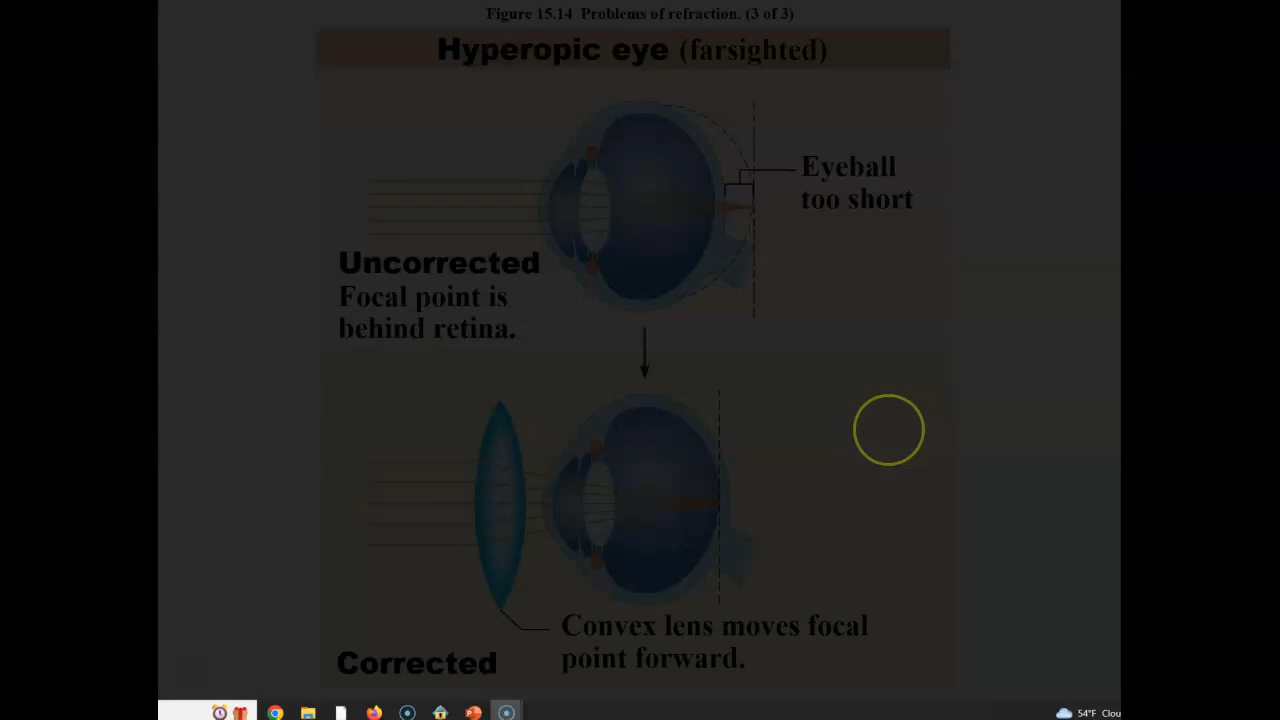 Figure 15.14 Problems of refraction. (3 of 3)
Hyperopic eye (farsighted)
Eyeball
too short
Uncorrected
Focal point is
behind retina.
Convex lens moves focal
point forward.
Corrected
54°F Clou